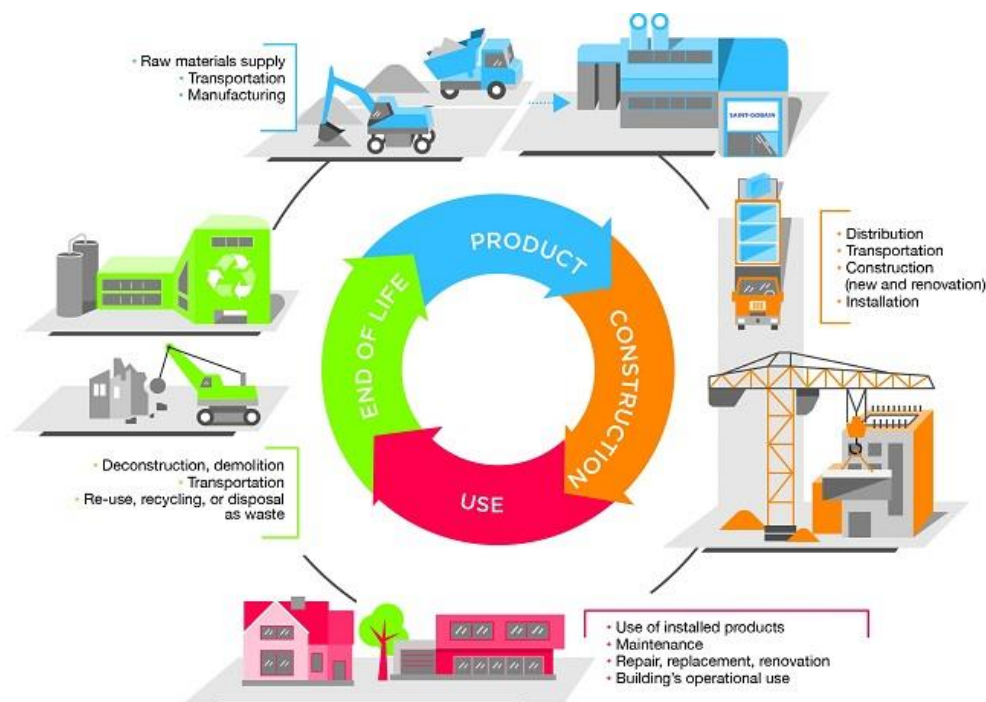 • Raw materials supply
• Transportation
• Manufacturing
SAINT-GOBAIN
PRODUCT
• Distribution
• Transportation
• Construction
(new and renovation)
• Installation
CONSTRUCTION
END OF LIFE
USE
• Deconstruction, demolition
• Transportation
• Re-use, recycling, or disposal
as waste
• Use of installed products
• Maintenance
• Repair, replacement, renovation
• Building's operational use